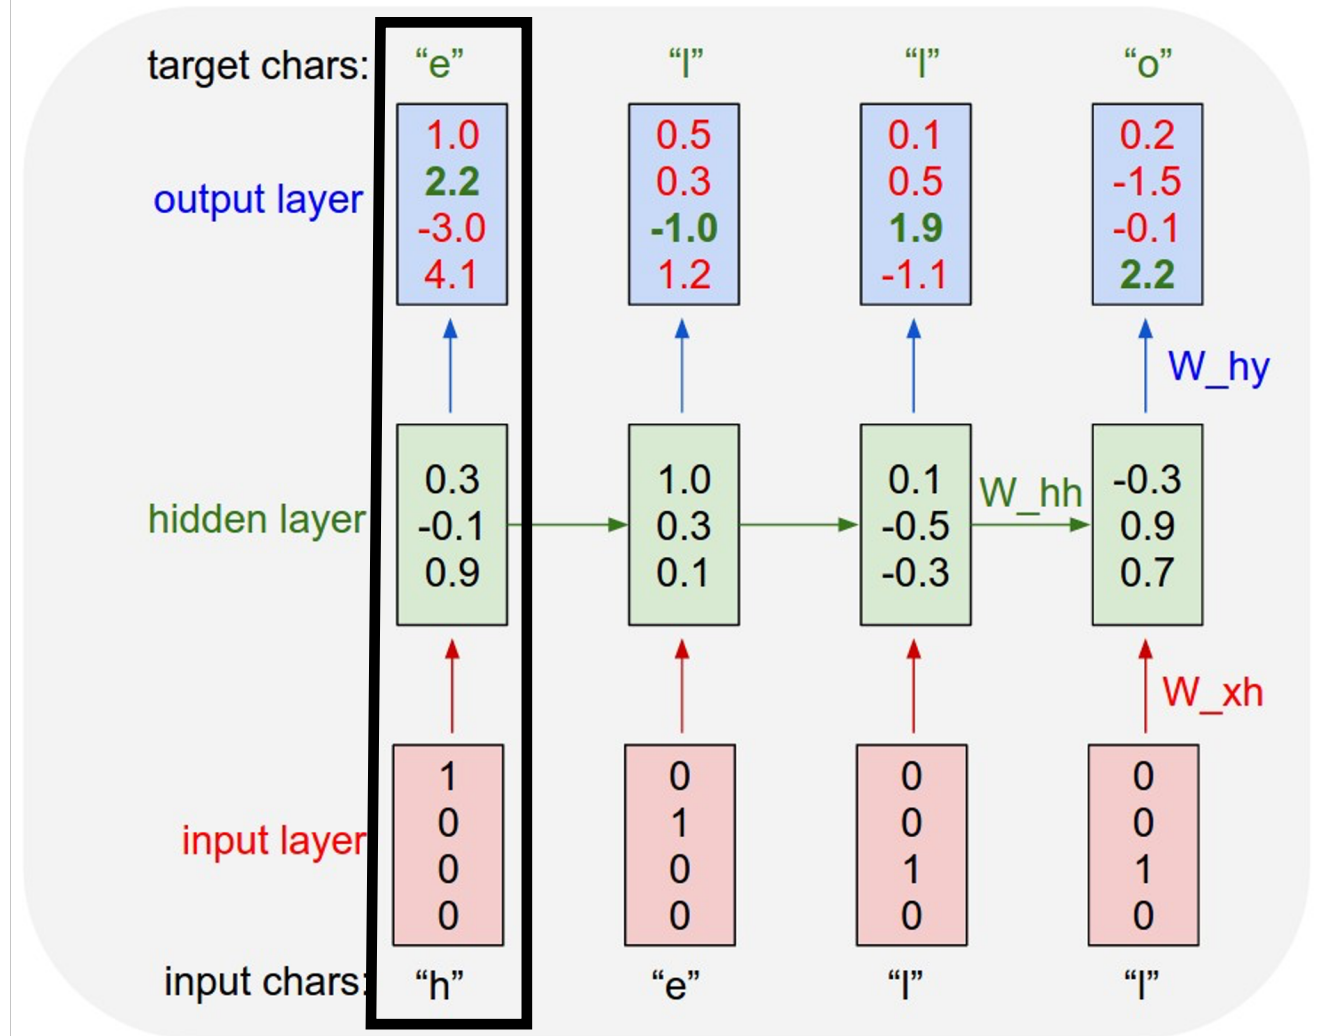 target chars: “e” “l” “l” “o”
output layer
1.0 0.5 0.1 0.2
2.2 0.3 0.5 -1.5
-3.0 -1.0 1.9 -0.1
4.1 1.2 -1.1 2.2
W_hy
hidden layer
0.3 1.0 0.1 -0.3
-0.1 0.3 -0.5 0.9
0.9 0.1 -0.3 0.7
W_hh
W_xh
input layer
1 0 0 0
0 1 0 0
0 0 1 1
0 0 0 0
input chars: “h” “e” “l” “l”